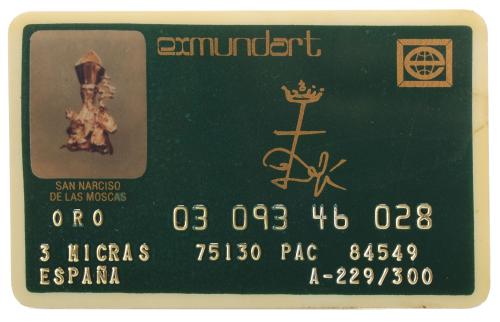 exmundart
Dalí
SAN NARCISO
DE LAS MOSCAS
ORO 03 093 46 028
3 MICRAS 75130 PAC 84549
ESPAÑA A-229/300